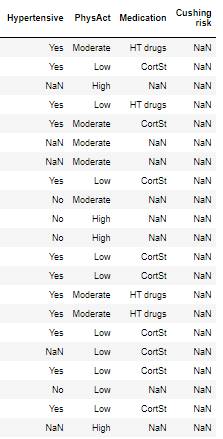 Hypertensive PhysAct Medication Cushing risk
Yes Moderate HT drugs NaN
Yes Low CortSt NaN
NaN High NaN NaN
Yes Low HT drugs NaN
Yes Moderate CortSt NaN
NaN Moderate NaN NaN
NaN Moderate NaN NaN
Yes Low CortSt NaN
No Moderate NaN NaN
No High NaN NaN
No High NaN NaN
Yes Low CortSt NaN
Yes Low CortSt NaN
Yes Moderate HT drugs NaN
Yes Moderate HT drugs NaN
Yes Low CortSt NaN
NaN Low CortSt NaN
Yes Low CortSt NaN
No Low NaN NaN
Yes Low CortSt NaN
NaN High NaN NaN